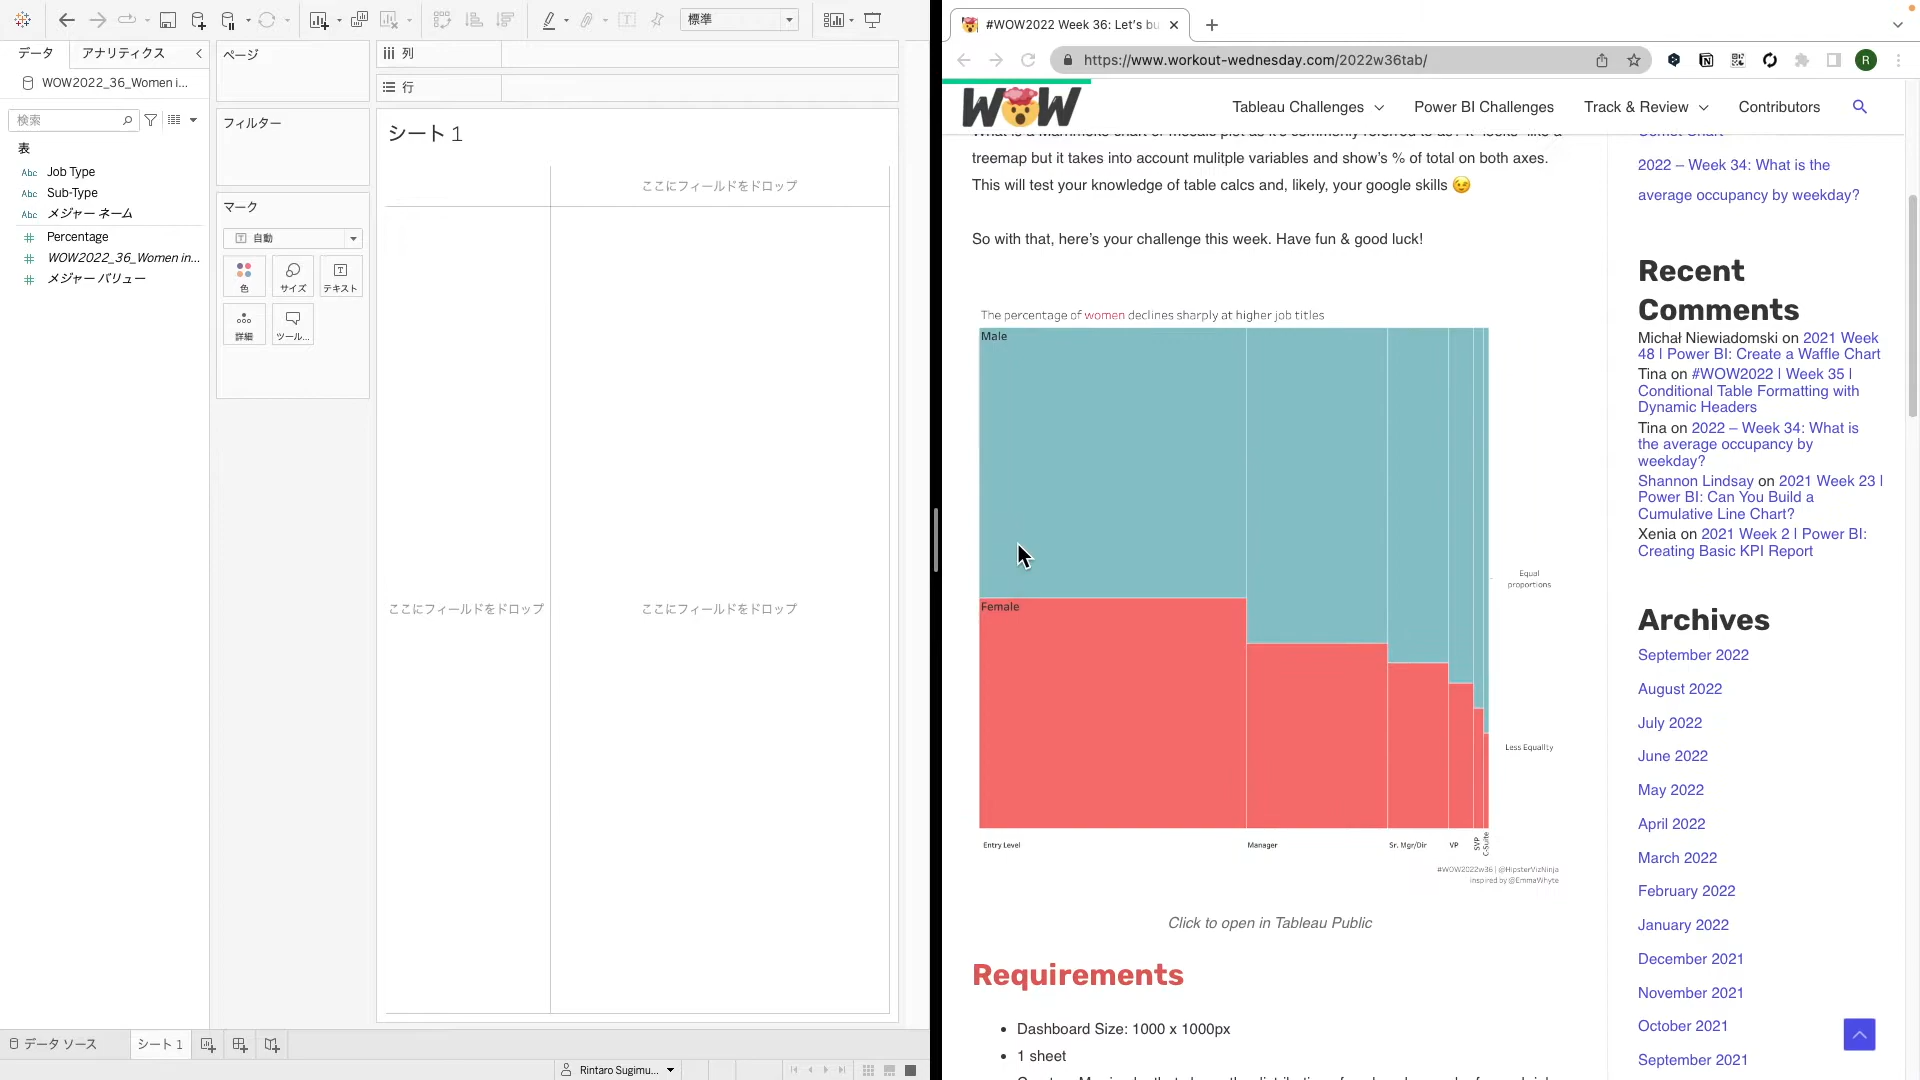 標準
データ
アナリティクス
WOW2022_36_Women i...
検索
表
Abc Job Type
Abc Sub-Type
Abc メジャー ネーム
Percentage
WOW2022_36_Women in...
メジャー バリュー
ページ
フィルター
マーク
自動
色
サイズ
テキスト
詳細
ツール...
列
行
シート 1
ここにフィールドをドロップ
ここにフィールドをドロップ
ここにフィールドをドロップ
データ ソース
シート 1
Rintaro Sugimu...
#WOW2022 Week 36: Let's bu
https://www.workout-wednesday.com/2022w36tab/
R
WOW
Tableau Challenges
Power BI Challenges
Track & Review
Contributors
treemap but it takes into account mulitple variables and show's % of total on both axes.
This will test your knowledge of table calcs and, likely, your google skills 😉
So with that, here's your challenge this week. Have fun & good luck!
The percentage of women declines sharply at higher job titles
Male
Female
Equal
proportions
Less Equality
Entry Level
Manager
Sr. Mgr/Dir
VP
SVP
C-Suite
#WOW2022w36 | @HipsterVizNinja
inspired by @EmmaWhyte
Click to open in Tableau Public
Requirements
• Dashboard Size: 1000 x 1000px
• 1 sheet
2022 – Week 34: What is the
average occupancy by weekday?
Recent
Comments
Michał Niewiadomski on 2021 Week
48 | Power BI: Create a Waffle Chart
Tina on #WOW2022 | Week 35 |
Conditional Table Formatting with
Dynamic Headers
Tina on 2022 – Week 34: What is
the average occupancy by
weekday?
Shannon Lindsay on 2021 Week 23 |
Power BI: Can You Build a
Cumulative Line Chart?
Xenia on 2021 Week 2 | Power BI:
Creating Basic KPI Report
Archives
September 2022
August 2022
July 2022
June 2022
May 2022
April 2022
March 2022
February 2022
January 2022
December 2021
November 2021
October 2021
September 2021